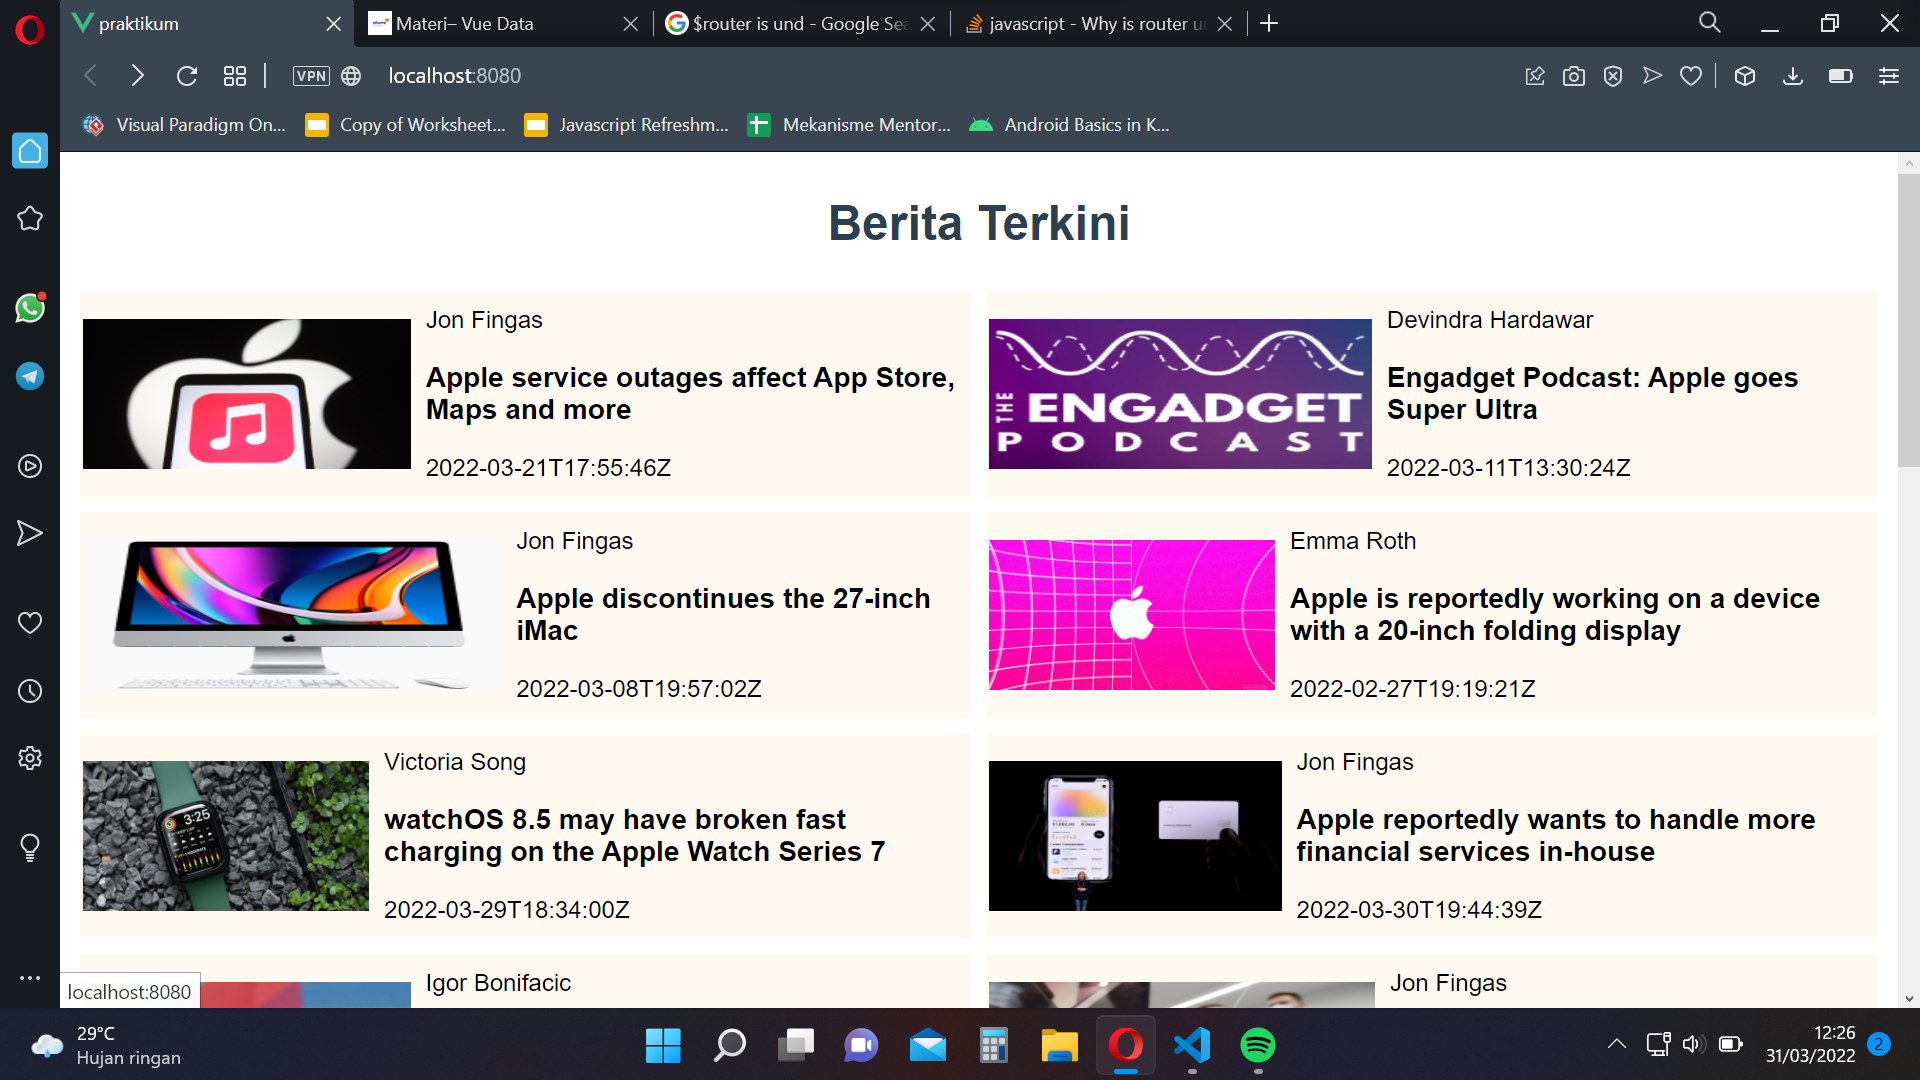 praktikum
Materi– Vue Data
$router is und - Google Sea
javascript - Why is router u
VPN
localhost:8080
Visual Paradigm On...
Copy of Worksheet...
Javascript Refreshm...
Mekanisme Mentor...
Android Basics in K...
Berita Terkini
Jon Fingas
Apple service outages affect App Store,
Maps and more
2022-03-21T17:55:46Z
THE
ENGADGET
PODCAST
Devindra Hardawar
Engadget Podcast: Apple goes
Super Ultra
2022-03-11T13:30:24Z
Jon Fingas
Apple discontinues the 27-inch
iMac
2022-03-08T19:57:02Z
Emma Roth
Apple is reportedly working on a device
with a 20-inch folding display
2022-02-27T19:19:21Z
3:25
Victoria Song
watchOS 8.5 may have broken fast
charging on the Apple Watch Series 7
2022-03-29T18:34:00Z
Jon Fingas
Apple reportedly wants to handle more
financial services in-house
2022-03-30T19:44:39Z
Igor Bonifacic
Jon Fingas
localhost:8080
29°C
Hujan ringan
12:26
31/03/2022
2